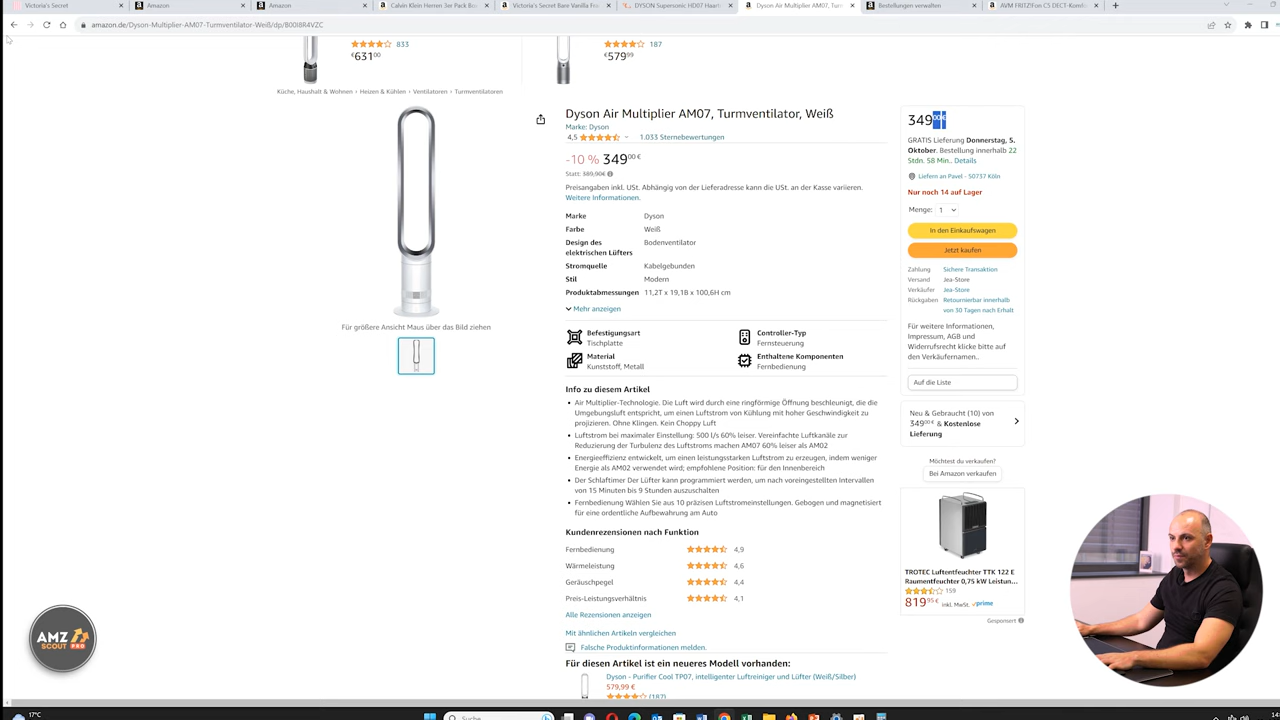 Victoria's Secret
Amazon
Amazon
Calvin Klein Herren 3er Pack Bo
Victoria's Secret Bare Vanilla Fre
DYSON Supersonic HD07 Haart
Dyson Air Multiplier AM07, Turn
Bestellungen verwalten
AVM FRITZ!Fon C5 DECT-Komfo
amazon.de/Dyson-Multiplier-AM07-Turmventilator-Weiß/dp/B00I8R4VZC
833
€63100
187
€57999
Küche, Haushalt & Wohnen › Heizen & Kühlen › Ventilatoren › Turmventilatoren
Dyson Air Multiplier AM07, Turmventilator, Weiß
Marke: Dyson
4,5 1.033 Sternebewertungen
-10 % 34900 €
Statt: 389,90€
Preisangaben inkl. USt. Abhängig von der Lieferadresse kann die USt. an der Kasse variieren.
Weitere Informationen.
Marke Dyson
Farbe Weiß
Design des elektrischen Lüfters Bodenventilator
Stromquelle Kabelgebunden
Stil Modern
Produktabmessungen 11,2T x 19,1B x 100,6H cm
Mehr anzeigen
Für größere Ansicht Maus über das Bild ziehen
Befestigungsart
Tischplatte
Controller-Typ
Fernsteuerung
Material
Kunststoff, Metall
Enthaltene Komponenten
Fernbedienung
Info zu diesem Artikel
• Air Multiplier-Technologie. Die Luft wird durch eine ringförmige Öffnung beschleunigt, die die
Umgebungsluft entspricht, um einen Luftstrom von Kühlung mit hoher Geschwindigkeit zu
projizieren. Ohne Klingen. Kein Choppy Luft
• Luftstrom bei maximaler Einstellung: 500 l/s 60% leiser. Vereinfachte Luftkanäle zur
Reduzierung der Turbulenz des Luftstroms machen AM07 60% leiser als AM02
• Energieeffizienz entwickelt, um einen leistungsstarken Luftstrom zu erzeugen, indem weniger
Energie als AM02 verwendet wird; empfohlene Position: für den Innenbereich
• Der Schlaftimer Der Lüfter kann programmiert werden, um nach voreingestellten Intervallen
von 15 Minuten bis 9 Stunden auszuschalten
• Fernbedienung Wählen Sie aus 10 präzisen Luftstromeinstellungen. Gebogen und magnetisiert
für eine ordentliche Aufbewahrung am Auto
Kundenrezensionen nach Funktion
Fernbedienung 4,9
Wärmeleistung 4,6
Geräuschpegel 4,4
Preis-Leistungsverhältnis 4,1
Alle Rezensionen anzeigen
Mit ähnlichen Artikeln vergleichen
Falsche Produktinformationen melden.
Für diesen Artikel ist ein neueres Modell vorhanden:
Dyson - Purifier Cool TP07, intelligenter Luftreiniger und Lüfter (Weiß/Silber)
579,99 €
(187)
34900€
GRATIS Lieferung Donnerstag, 5.
Oktober. Bestellung innerhalb 22
Stdn. 58 Min.. Details
Liefern an Pavel - 50737 Köln
Nur noch 14 auf Lager
Menge: 1
In den Einkaufswagen
Jetzt kaufen
Zahlung Sichere Transaktion
Versand Jea-Store
Verkäufer Jea-Store
Rückgaben Retournierbar innerhalb
von 30 Tagen nach Erhalt
Für weitere Informationen,
Impressum, AGB und
Widerrufsrecht klicke bitte auf
den Verkäufernamen..
Auf die Liste
Neu & Gebraucht (10) von
34900 € & Kostenlose
Lieferung
Möchtest du verkaufen?
Bei Amazon verkaufen
TROTEC Luftentfeuchter TTK 122 E
Raumentfeuchter 0,75 kW Leistun…
159
81995 € inkl. MwSt. prime
Gesponsert
AMZ
SCOUT PRO
17°C
Suche